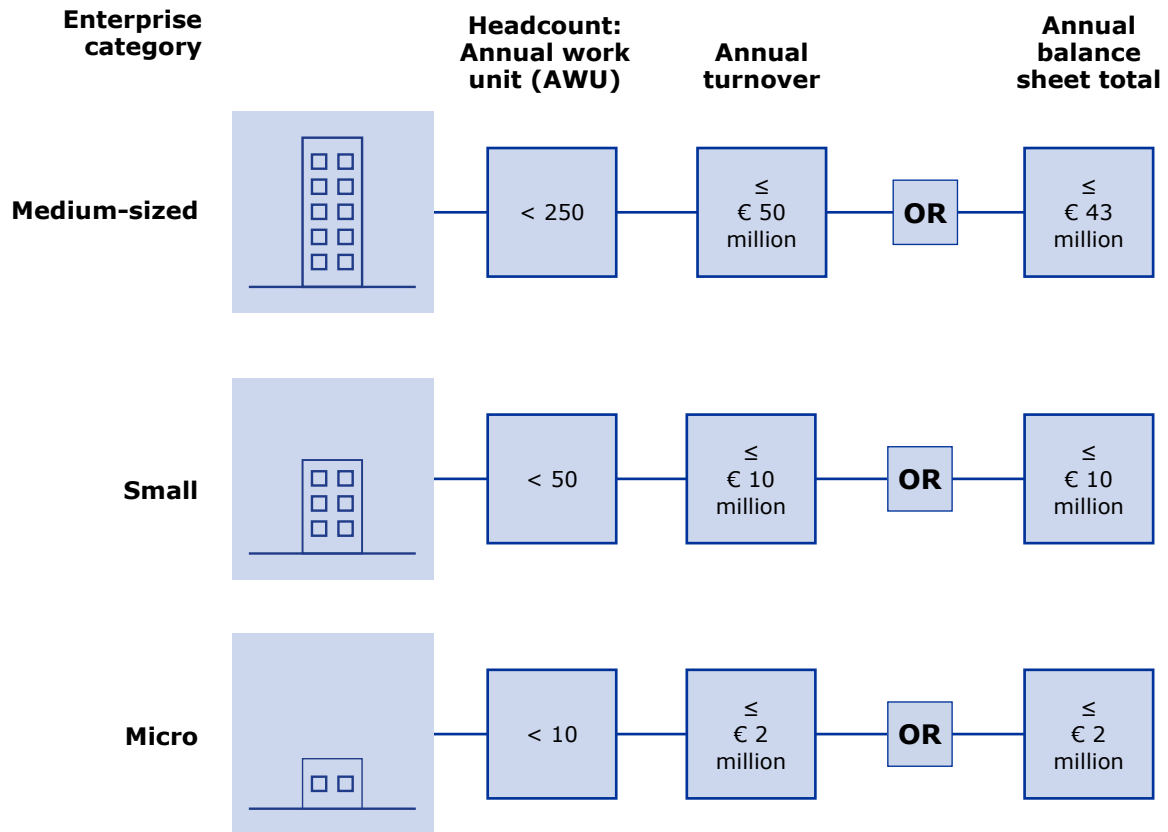 Enterprise
category
Headcount:
Annual work
unit (AWU)
Annual
turnover
Annual
balance
sheet total
Medium-sized
< 250
≤
€ 50
million
OR
≤
€ 43
million
Small
< 50
≤
€ 10
million
OR
≤
€ 10
million
Micro
< 10
≤
€ 2
million
OR
≤
€ 2
million